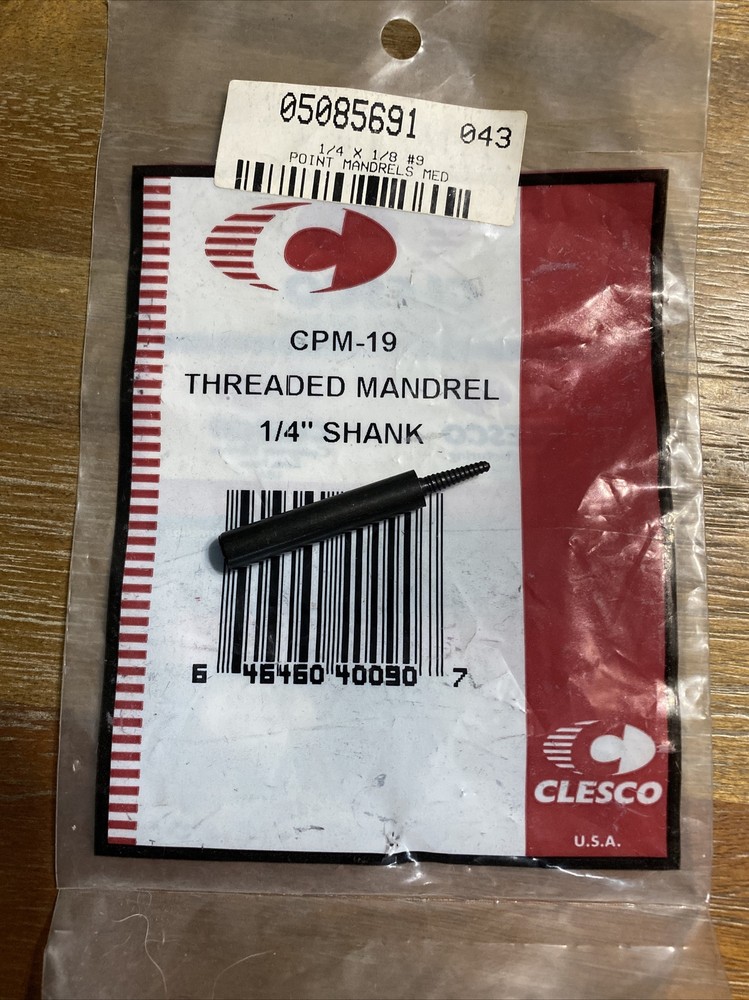 05085691 043
1/4 X 1/8 #9
POINT MANDRELS MED
CPM-19
THREADED MANDREL
1/4" SHANK
6 46460 40090 7
CLESCO
U.S.A.